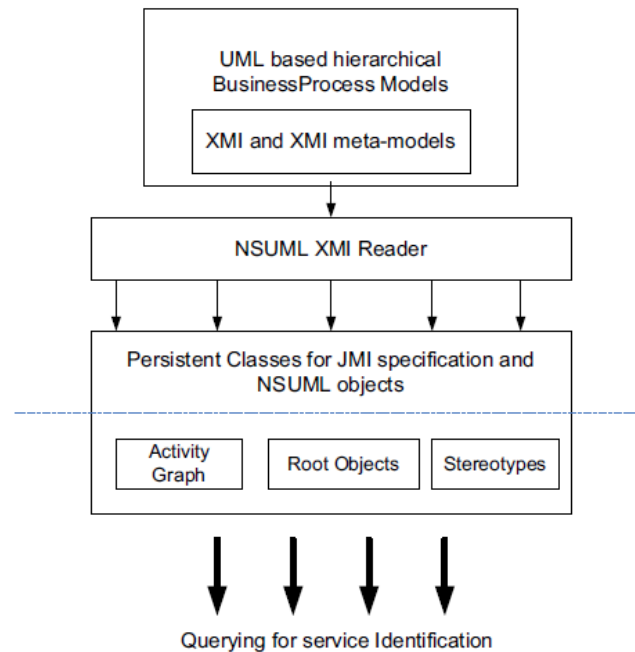 UML based hierarchical
BusinessProcess Models
XMI and XMI meta-models
NSUML XMI Reader
Persistent Classes for JMI specification and
NSUML objects
Activity
Graph
Root Objects
Stereotypes
Querying for service Identification